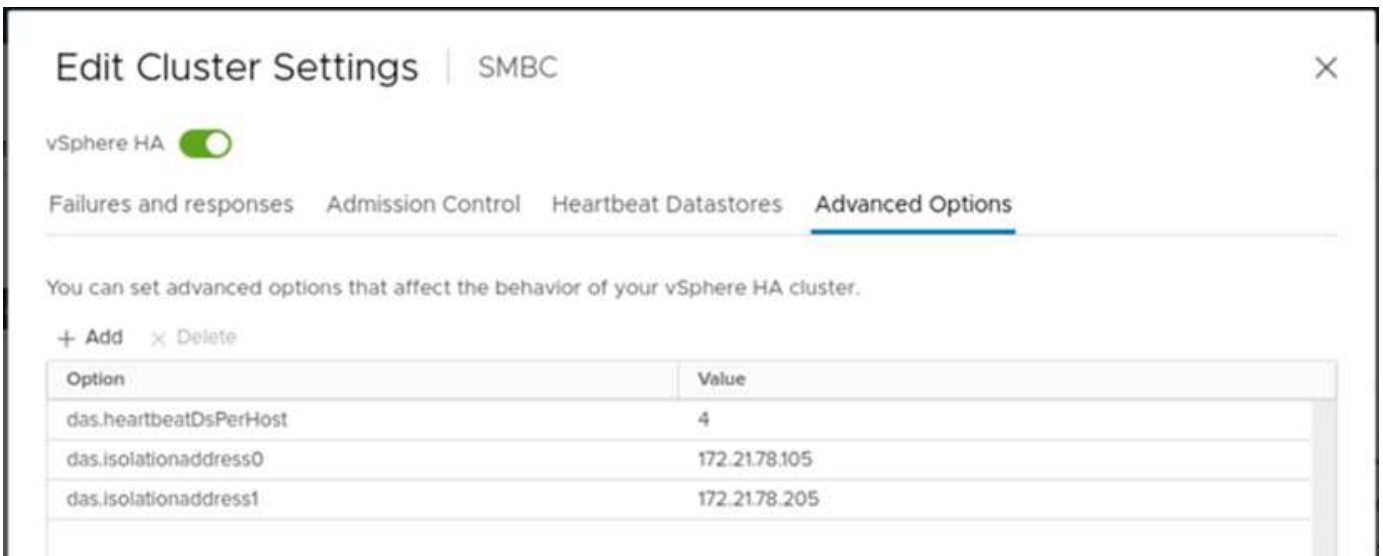 Edit Cluster Settings | SMBC
vSphere HA
Failures and responses Admission Control Heartbeat Datastores Advanced Options
You can set advanced options that affect the behavior of your vSphere HA cluster.
+ Add × Delete
Option Value
das.heartbeatDsPerHost 4
das.isolationaddress0 172.21.78.105
das.isolationaddress1 172.21.78.205